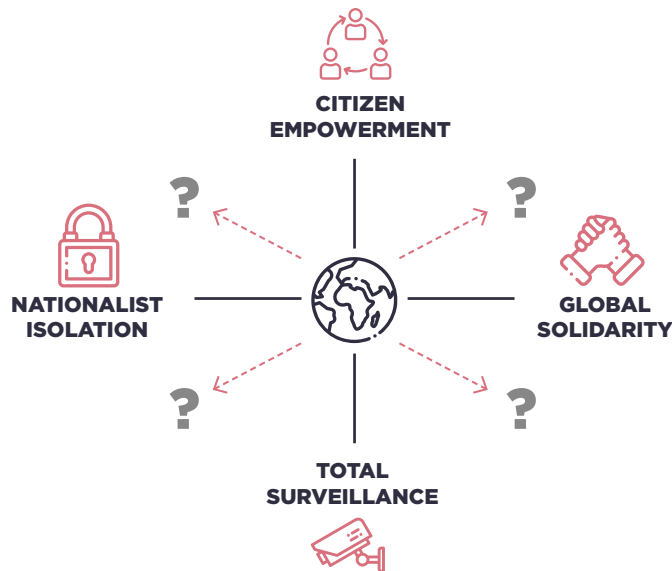 CITIZEN
EMPOWERMENT
?
?
NATIONALIST
ISOLATION
GLOBAL
SOLIDARITY
?
?
TOTAL
SURVEILLANCE